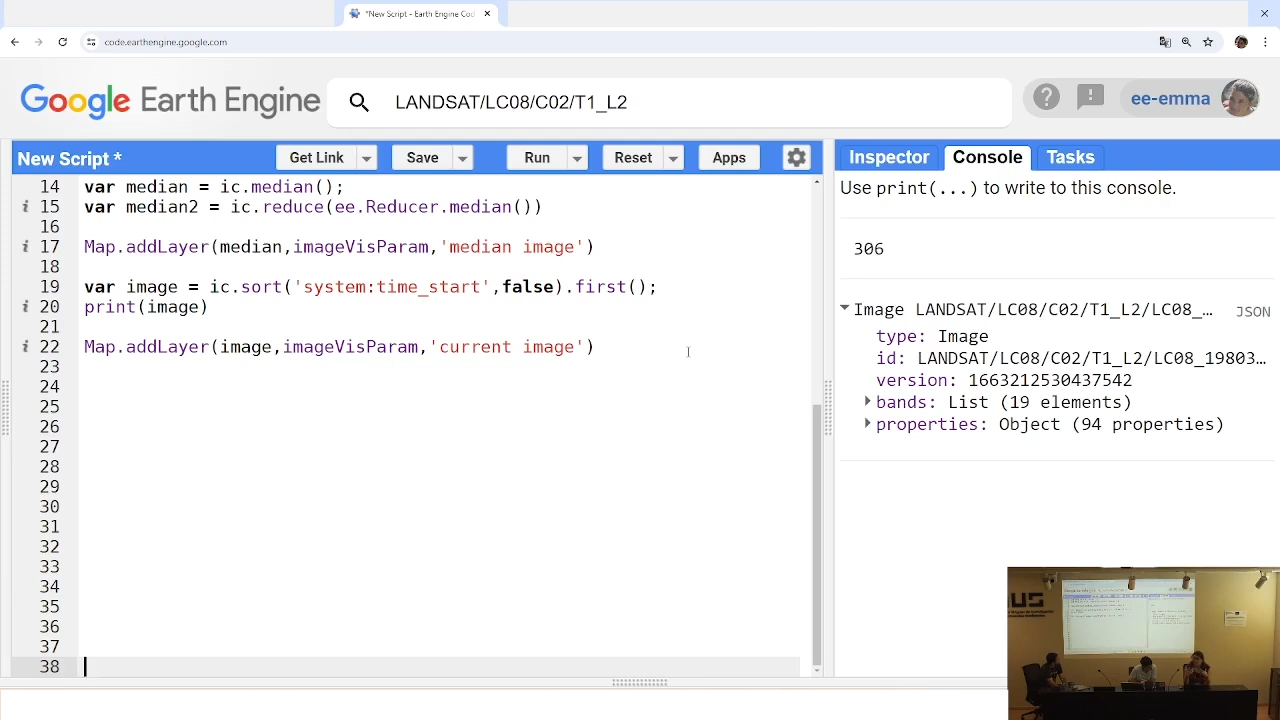 *New Script - Earth Engine Cod
code.earthengine.google.com
Google Earth Engine
LANDSAT/LC08/C02/T1_L2
ee-emma
New Script *
Get Link
Save
Run
Reset
Apps
Inspector
Console
Tasks
14 var median = ic.median();
i 15 var median2 = ic.reduce(ee.Reducer.median())
16
i 17 Map.addLayer(median,imageVisParam,'median image')
18
19 var image = ic.sort('system:time_start',false).first();
i 20 print(image)
21
i 22 Map.addLayer(image,imageVisParam,'current image')
23
24
25
26
27
28
29
30
31
32
33
34
35
36
37
38
Use print(...) to write to this console.
306
Image LANDSAT/LC08/C02/T1_L2/LC08_… JSON
type: Image
id: LANDSAT/LC08/C02/T1_L2/LC08_19803…
version: 1663212530437542
bands: List (19 elements)
properties: Object (94 properties)